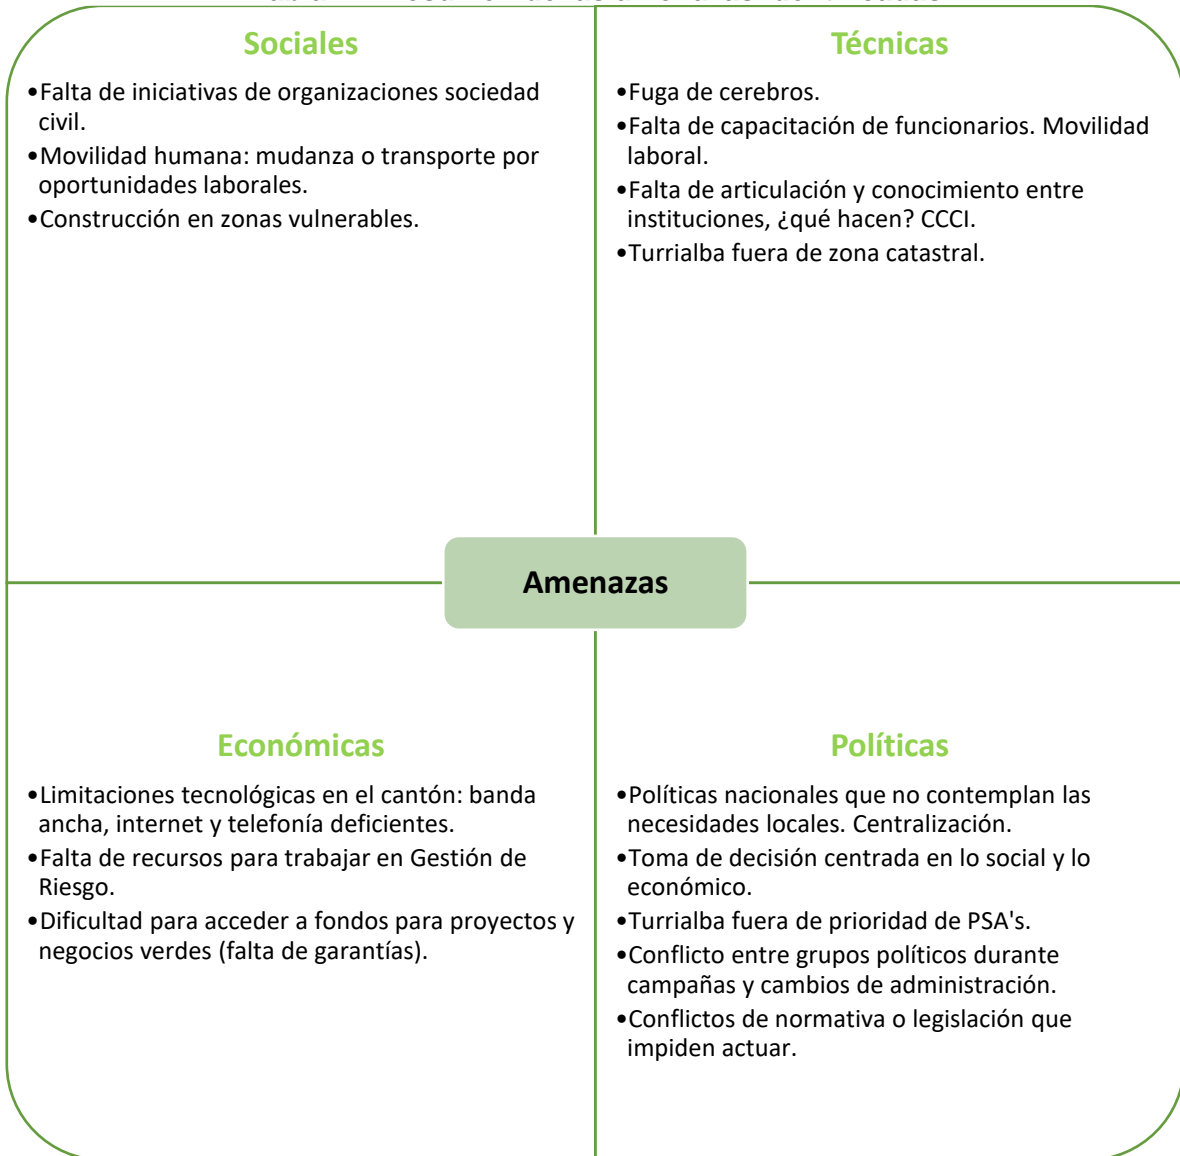 Sociales
•Falta de iniciativas de organizaciones sociedad
civil.
•Movilidad humana: mudanza o transporte por
oportunidades laborales.
•Construcción en zonas vulnerables.
Técnicas
•Fuga de cerebros.
•Falta de capacitación de funcionarios. Movilidad
laboral.
•Falta de articulación y conocimiento entre
instituciones, ¿qué hacen? CCCI.
•Turrialba fuera de zona catastral.
Amenazas
Económicas
•Limitaciones tecnológicas en el cantón: banda
ancha, internet y telefonía deficientes.
•Falta de recursos para trabajar en Gestión de
Riesgo.
•Dificultad para acceder a fondos para proyectos y
negocios verdes (falta de garantías).
Políticas
•Políticas nacionales que no contemplan las
necesidades locales. Centralización.
•Toma de decisión centrada en lo social y lo
económico.
•Turrialba fuera de prioridad de PSA's.
•Conflicto entre grupos políticos durante
campañas y cambios de administración.
•Conflictos de normativa o legislación que
impiden actuar.